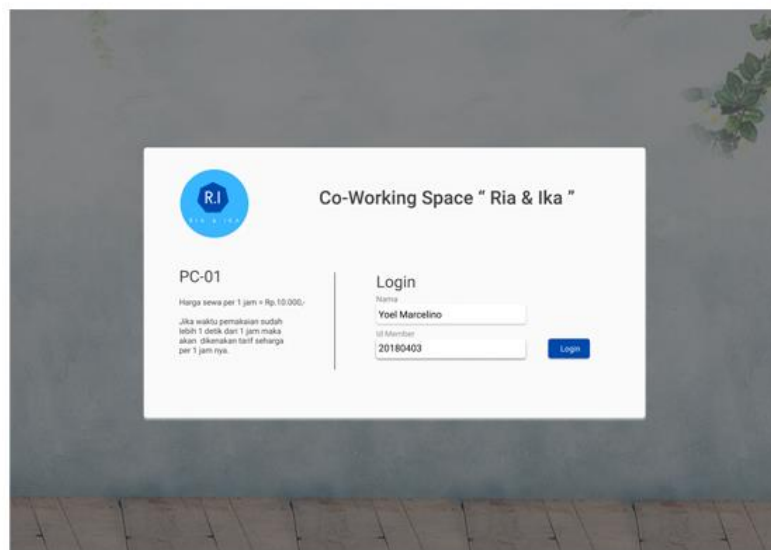 R.I
RIA & IKA
Co-Working Space “ Ria & Ika ”
PC-01
Harga sewa per 1 jam = Rp.10.000,-
Jika waktu pemakaian sudah
lebih 1 detik dari 1 jam maka
akan dikenakan tarif seharga
per 1 jam nya.
Login
Nama
Yoel Marcelino
Id Member
20180403
Login